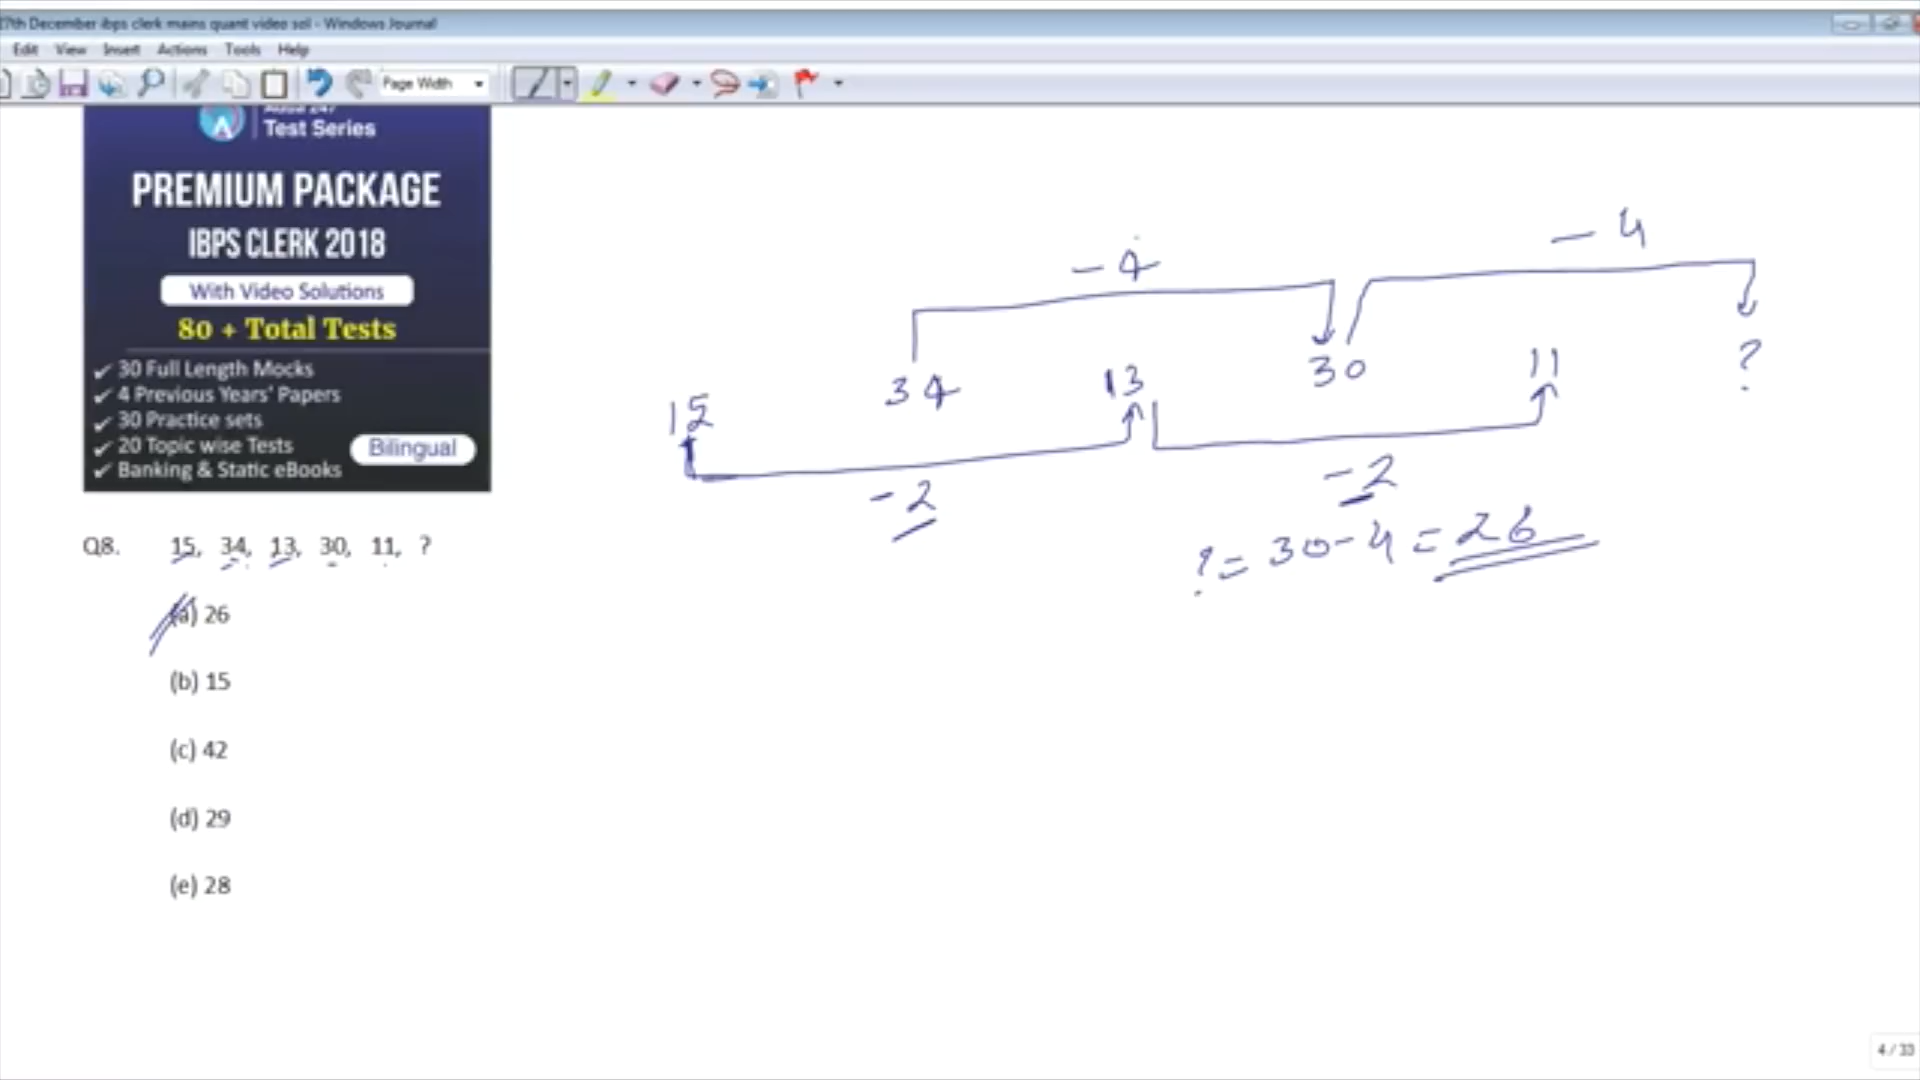 27th December ibps clerk mains quant video sol - Windows Journal
Edit View Insert Actions Tools Help
Page Width
Test Series
PREMIUM PACKAGE
IBPS CLERK 2018
With Video Solutions
80 + Total Tests
✓ 30 Full Length Mocks
✓ 4 Previous Years' Papers
✓ 30 Practice sets
✓ 20 Topic wise Tests
Bilingual
✓ Banking & Static eBooks
-4
-4
15 34 13 30 11 ?
-2
-2
? = 30-4 = 26
Q8. 15, 34, 13, 30, 11, ?
(a) 26
(b) 15
(c) 42
(d) 29
(e) 28
4 / 33